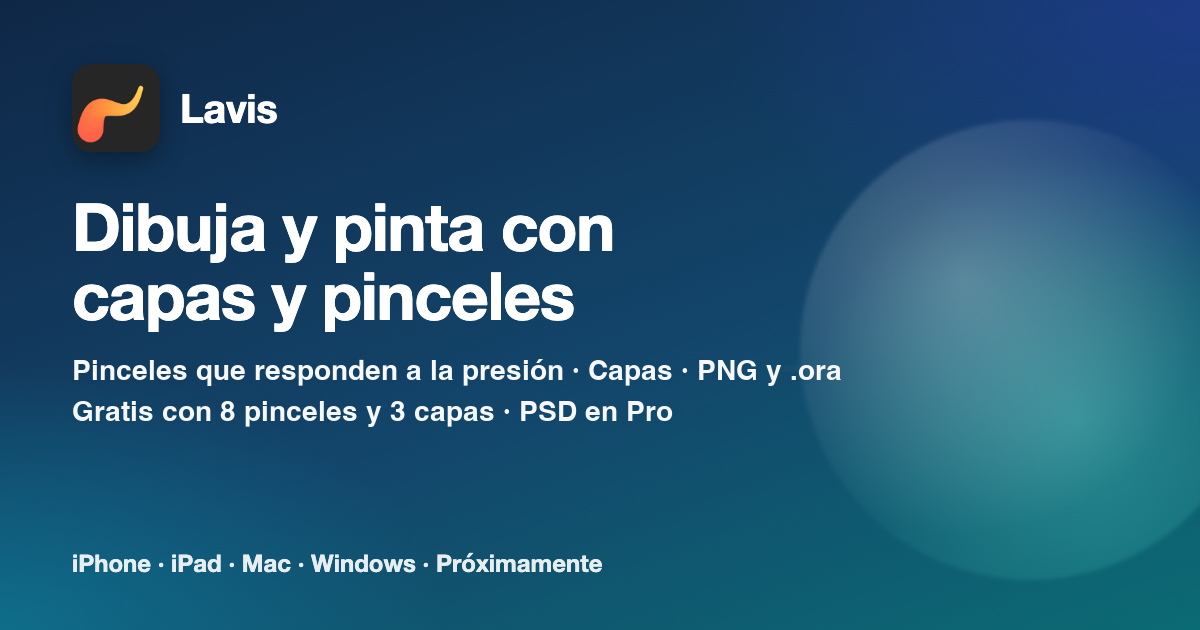 Lavis
Dibuja y pinta con
capas y pinceles
Pinceles que responden a la presión · Capas · PNG y .ora
Gratis con 8 pinceles y 3 capas · PSD en Pro
iPhone · iPad · Mac · Windows · Próximamente